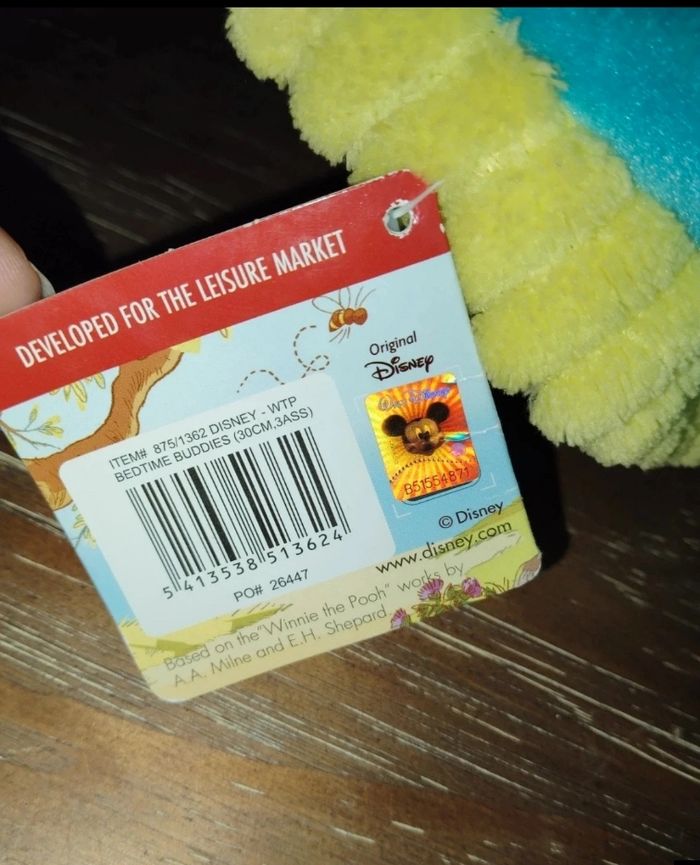 DEVELOPED FOR THE LEISURE MARKET
Original
Disney
ITEM# 875/1362 DISNEY - WTP
BEDTIME BUDDIES (30CM,3ASS)
5 413538 513624
PO# 26447
B51554871
© Disney
www.disney.com
Based on the "Winnie the Pooh" works by
A.A. Milne and E.H. Shepard